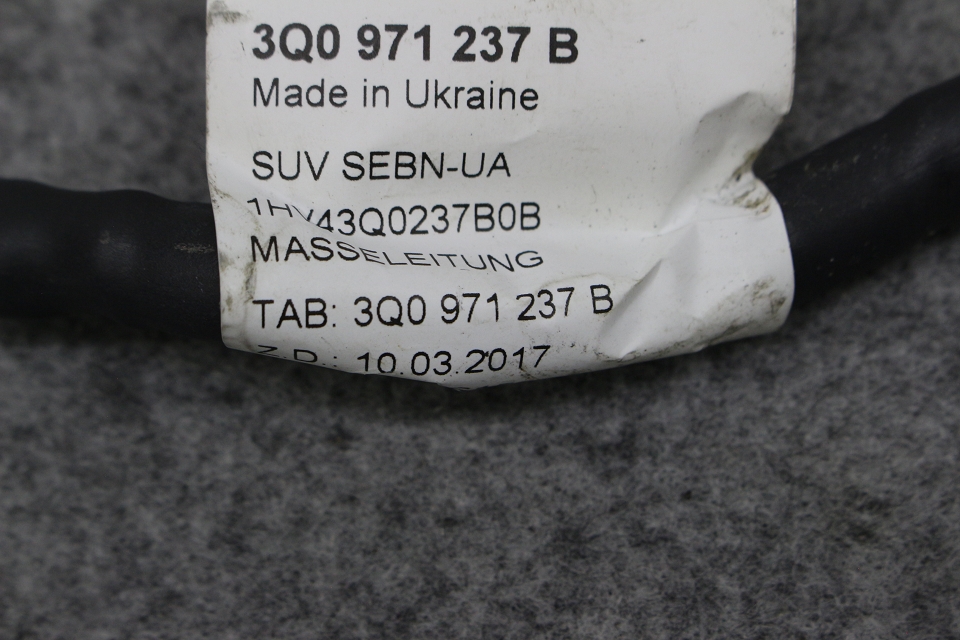 3Q0 971 237 B
Made in Ukraine
SUV SEBN-UA
1HV43Q0237B0B
MASSELEITUNG
TAB: 3Q0 971 237 B
Z.D.: 10.03.2017